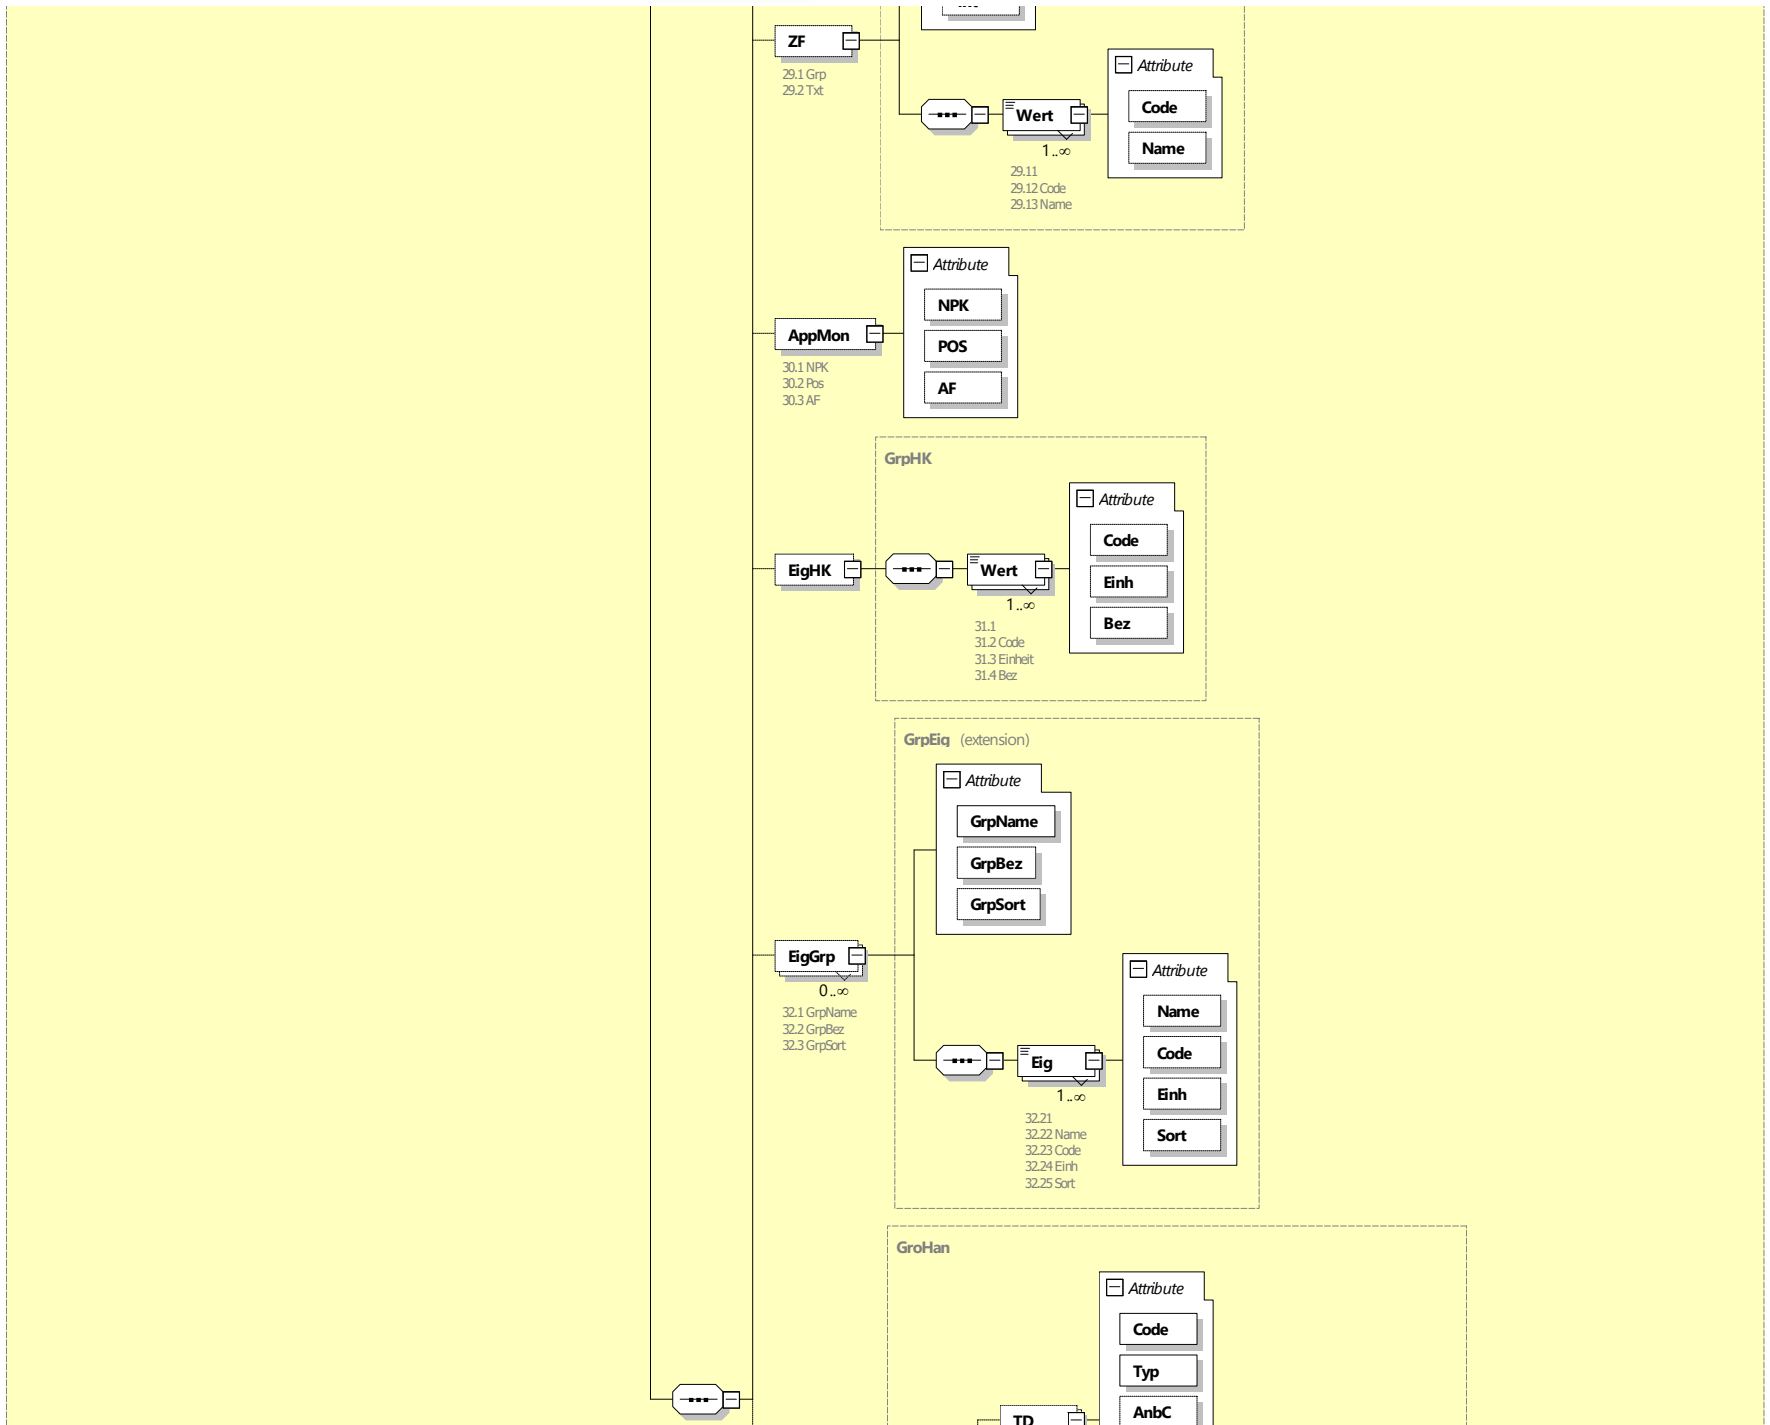 ZF
29.1 Grp
29.2 Txt
Attribute
Code
Name
Wert
1..∞
29.11
29.12 Code
29.13 Name
Attribute
NPK
POS
AF
AppMon
30.1 NPK
30.2 Pos
30.3 AF
GrpHK
Attribute
Code
Einh
Bez
EigHK
Wert
1..∞
31.1
31.2 Code
31.3 Einheit
31.4 Bez
GrpEig (extension)
Attribute
GrpName
GrpBez
GrpSort
EigGrp
0..∞
32.1 GrpName
32.2 GrpBez
32.3 GrpSort
Attribute
Name
Code
Einh
Sort
Eig
1..∞
32.21
32.22 Name
32.23 Code
32.24 Einh
32.25 Sort
GroHan
Attribute
Code
Typ
AnbC
TD